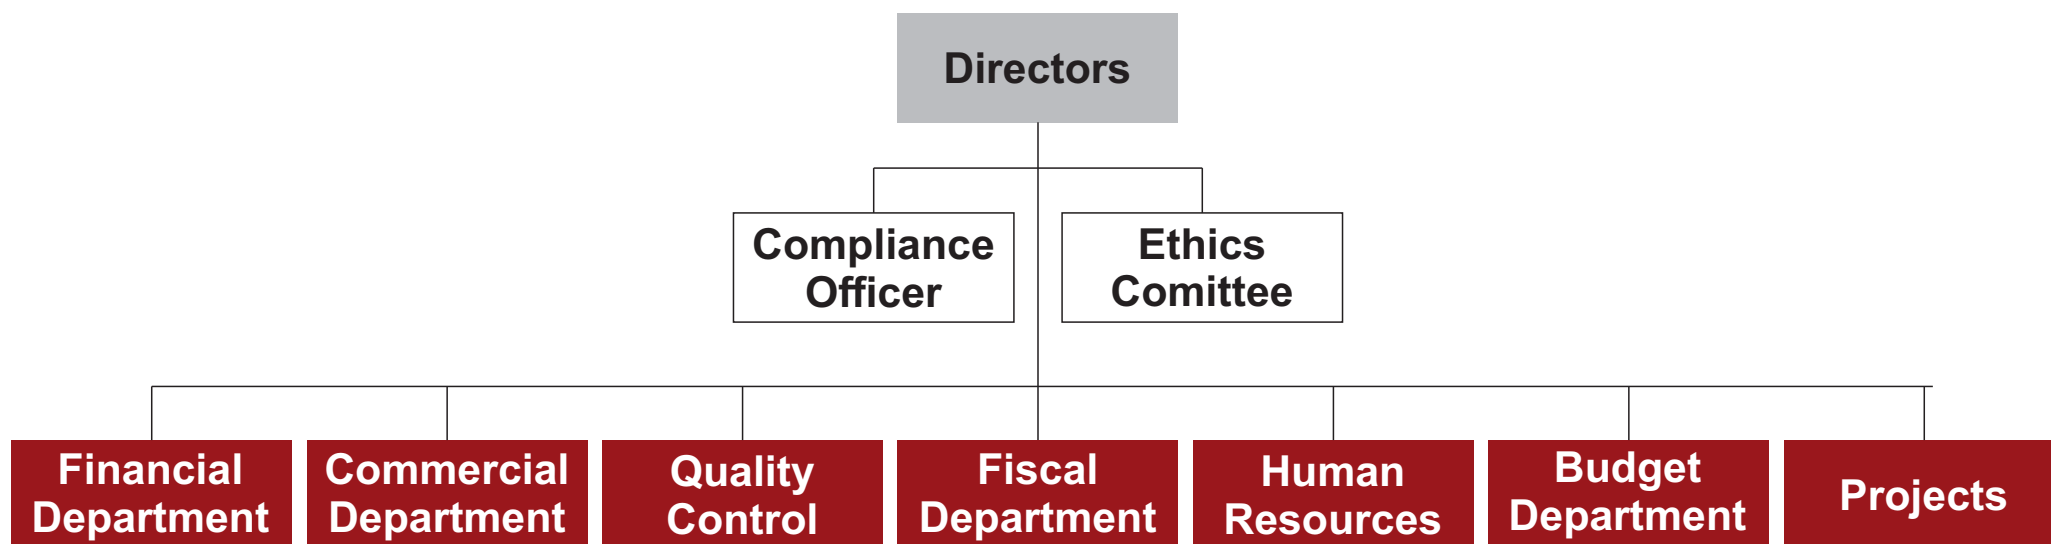 Directors
Compliance
Officer
Ethics
Comittee
Financial
Department
Commercial
Department
Quality
Control
Fiscal
Department
Human
Resources
Budget
Department
Projects